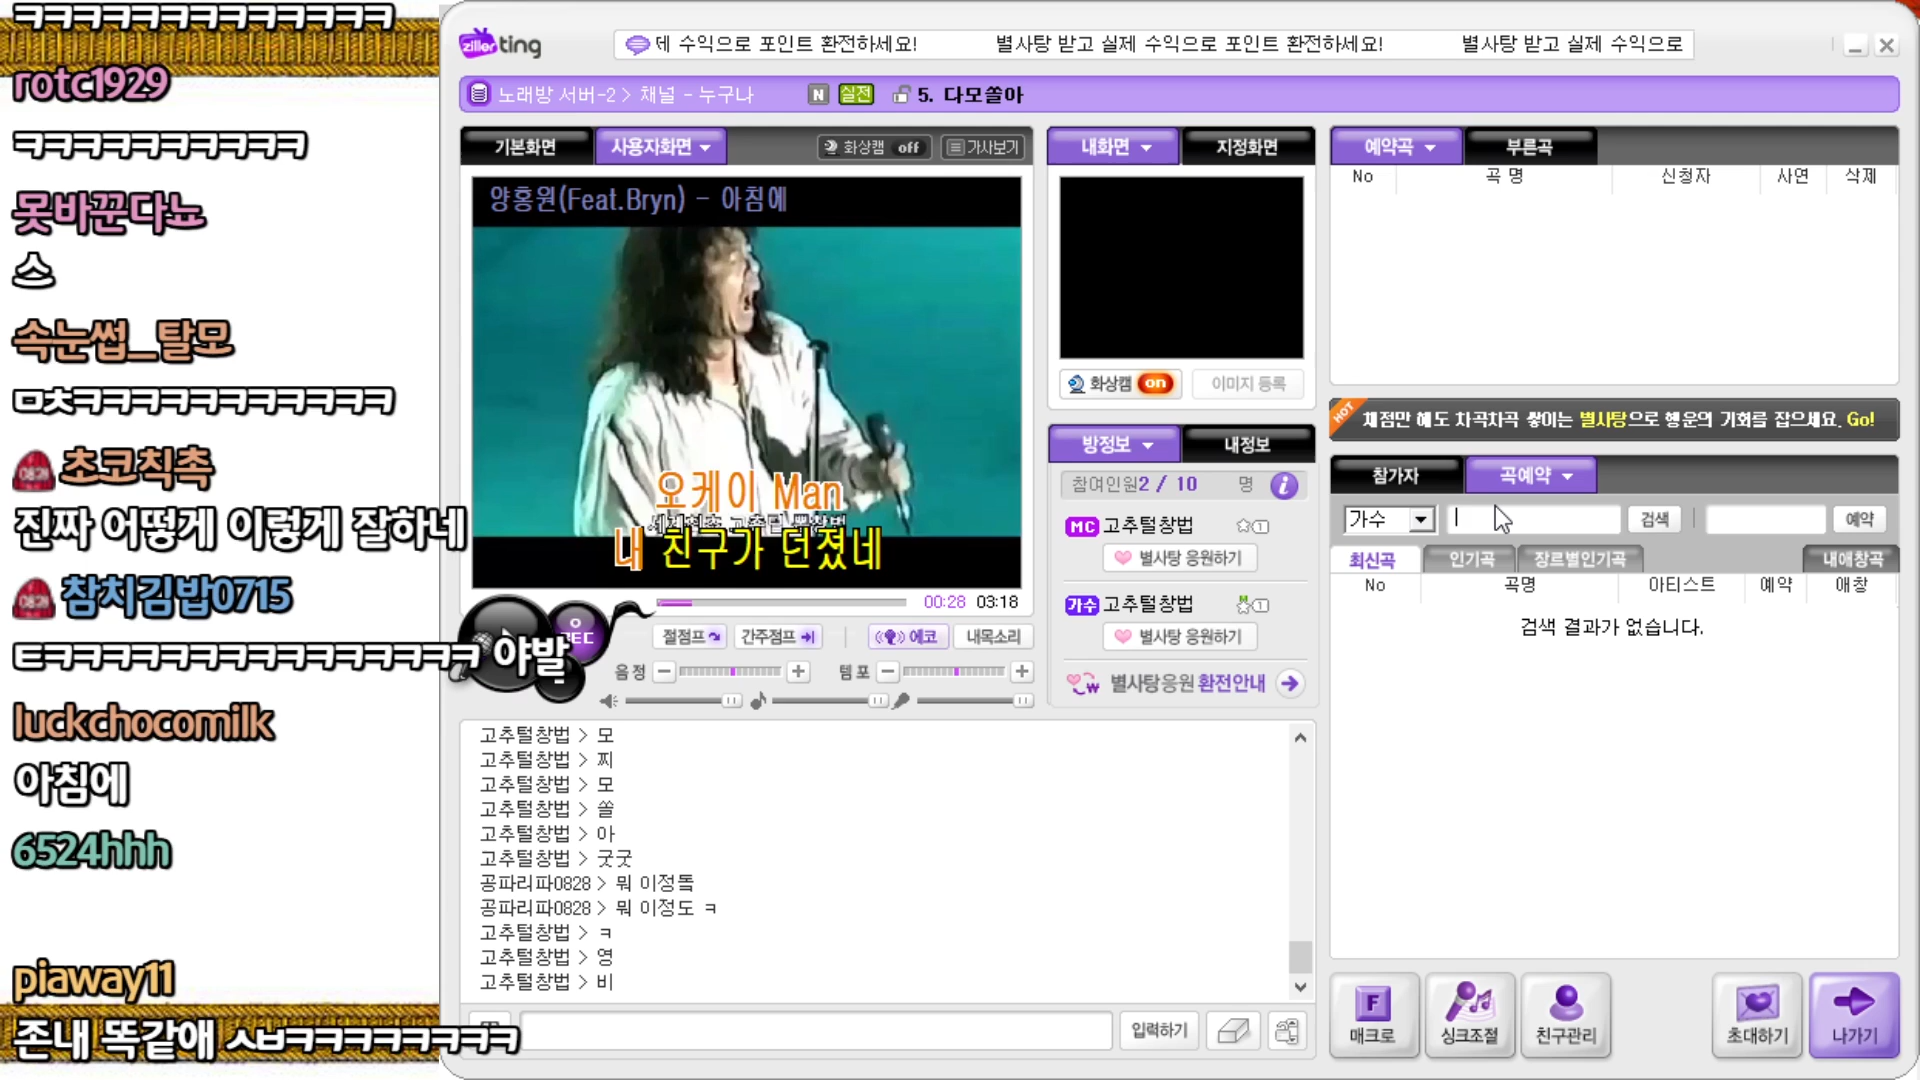 ㅋㅋㅋㅋㅋㅋㅋㅋㅋㅋㅋㅋㅋ
rotc1929
ㅋㅋㅋㅋㅋㅋㅋㅋㅋㅋ
못바꾼다뇨
스
속눈썹_탈모
ㅁㅊㅋㅋㅋㅋㅋㅋㅋㅋㅋㅋㅋ
초코칙촉
진짜 어떻게 이렇게 잘하네
참치김밥0715
ㅌㅋㅋㅋㅋㅋㅋㅋㅋㅋㅋㅋㅋㅋㅋㅋ 야발
luckchocomilk
아침에
6524hhh
piaway11
존내 똑같애 ㅅㅂㅋㅋㅋㅋㅋㅋㅋㅋ
ziller ting
데 수익으로 포인트 환전하세요! 별사탕 받고 실제 수익으로 포인트 환전하세요! 별사탕 받고 실제 수익으로
노래방 서버-2 > 채널 - 누구나 N 실전 5. 다모쏠아
기본화면 사용자화면 화상캠 off 가사보기
양홍원(Feat.Bryn) - 아침에
오케이 Man
내 친구가 던졌네
00:28 03:18
REC
절점프 간주점프 에코 내목소리
음정 템포
내화면 지정화면
화상캠 on 이미지 등록
방정보 내정보
참여인원 2 / 10 명
MC 고추털창법 1
별사탕 응원하기
가수 고추털창법 1
별사탕 응원하기
별사탕응원 환전안내
예약곡 부른곡
No 곡 명 신청자 사연 삭제
HOT 채점만 해도 차곡차곡 쌓이는 별사탕으로 행운의 기회를 잡으세요. Go!
참가자 곡예약
가수 검색 예약
최신곡 인기곡 장르별인기곡 내애창곡
No 곡명 아티스트 예약 애창
검색 결과가 없습니다.
고추털창법 > 모
고추털창법 > 찌
고추털창법 > 모
고추털창법 > 쏠
고추털창법 > 아
고추털창법 > 굿굿
공파리파0828 > 뭐 이정돜
공파리파0828 > 뭐 이정도 ㅋ
고추털창법 > ㅋ
고추털창법 > 영
고추털창법 > 비
입력하기
F 매크로 싱크조절 친구관리 초대하기 나가기